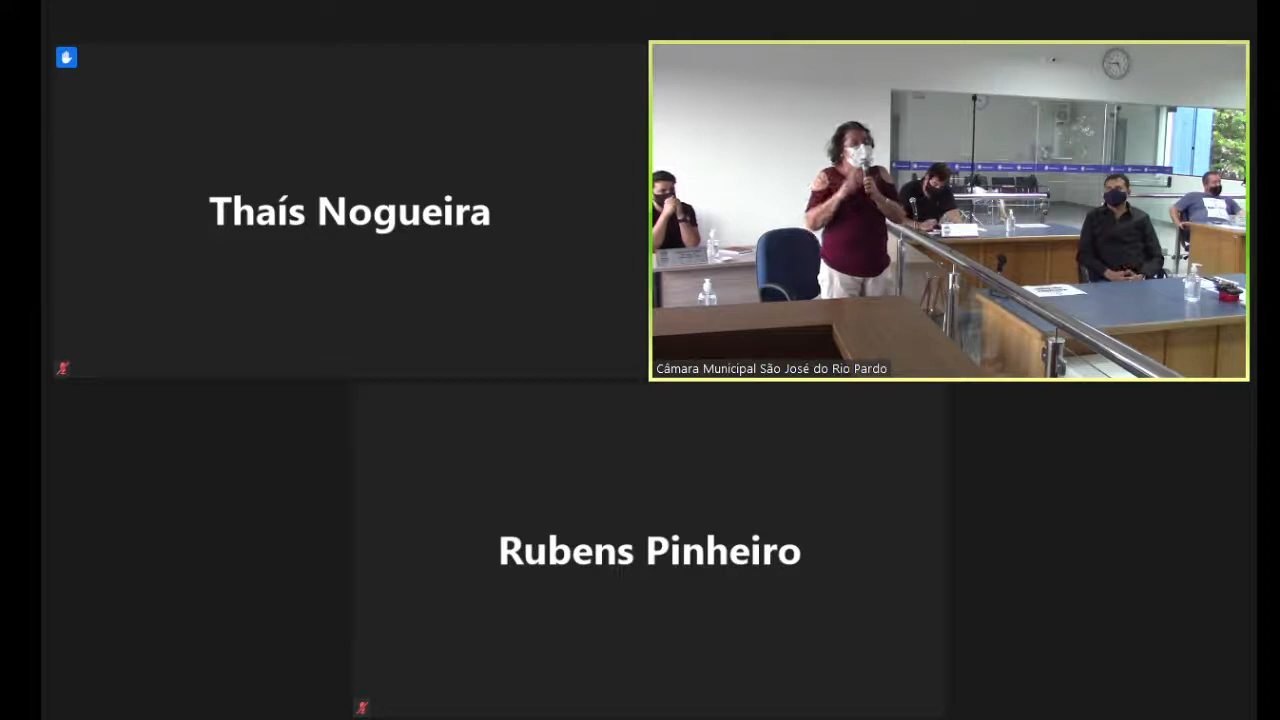 Thaís Nogueira
Câmara Municipal São José do Rio Pardo
Rubens Pinheiro